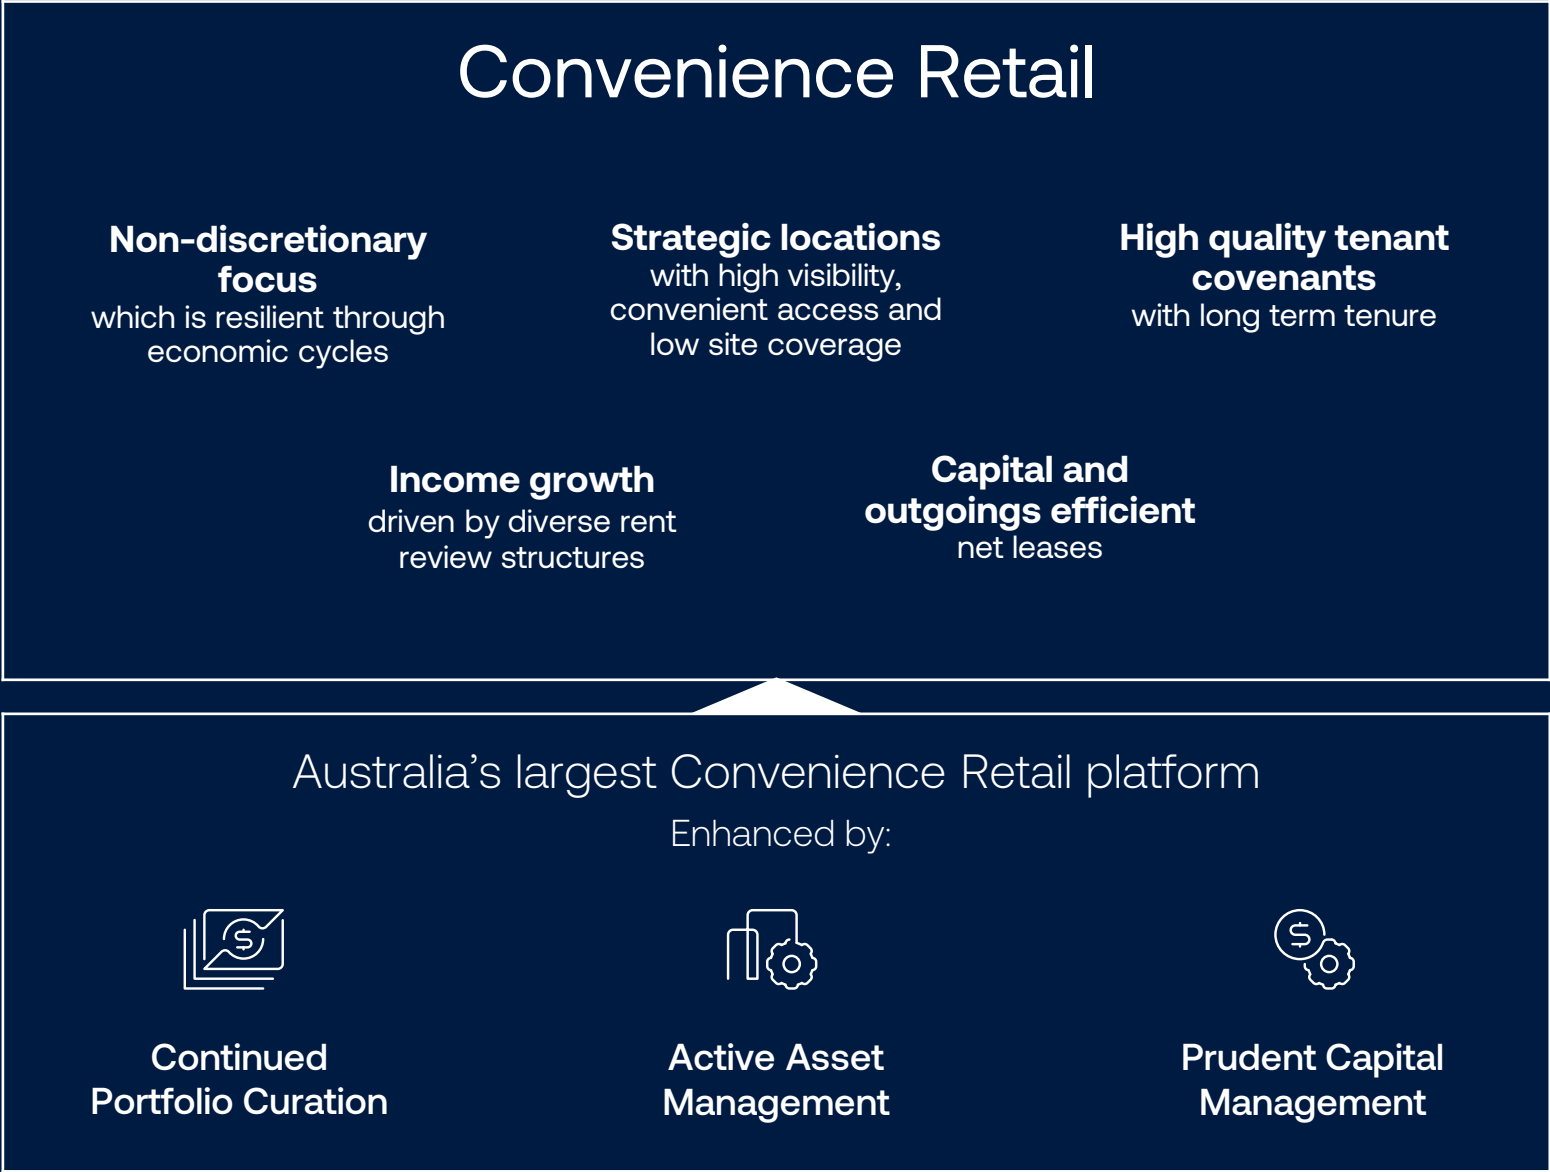 Convenience Retail
Non-discretionary
focus
which is resilient through
economic cycles
Strategic locations
with high visibility,
convenient access and
low site coverage
High quality tenant
covenants
with long term tenure
Income growth
driven by diverse rent
review structures
Capital and
outgoings efficient
net leases
Australia’s largest Convenience Retail platform
Enhanced by:
$
$
Continued
Portfolio Curation
Active Asset
Management
Prudent Capital
Management